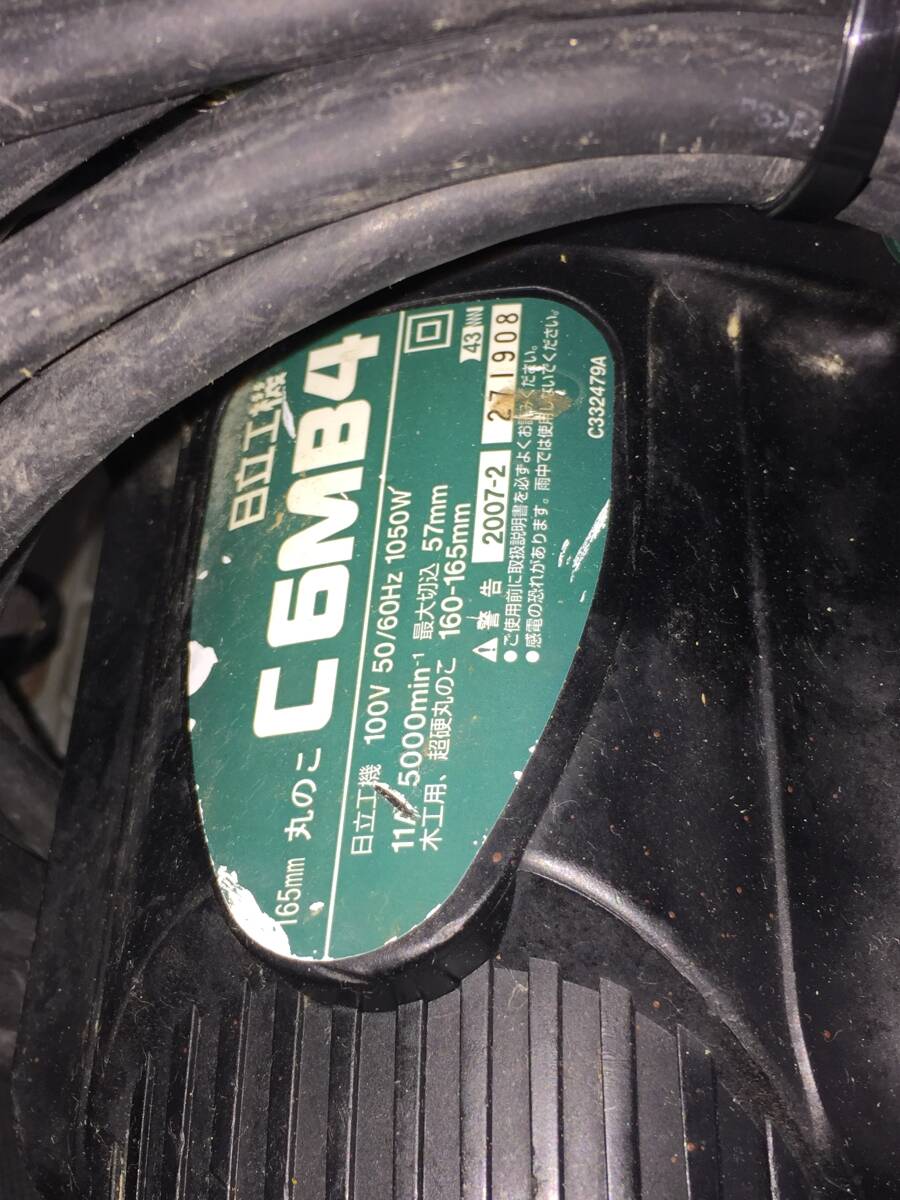 日立工機
C6MB4
165mm 丸のこ
日立工機 100V 50/60Hz 1050W
11A 5000min⁻¹ 最大切込 57mm
木工用、超硬丸のこ 160-165mm
43
⚠警告 2007-2 271908
●ご使用前に取扱説明書を必ずよくお読みください。
●感電の恐れがあります。雨中では使用しないでください。
C332479A